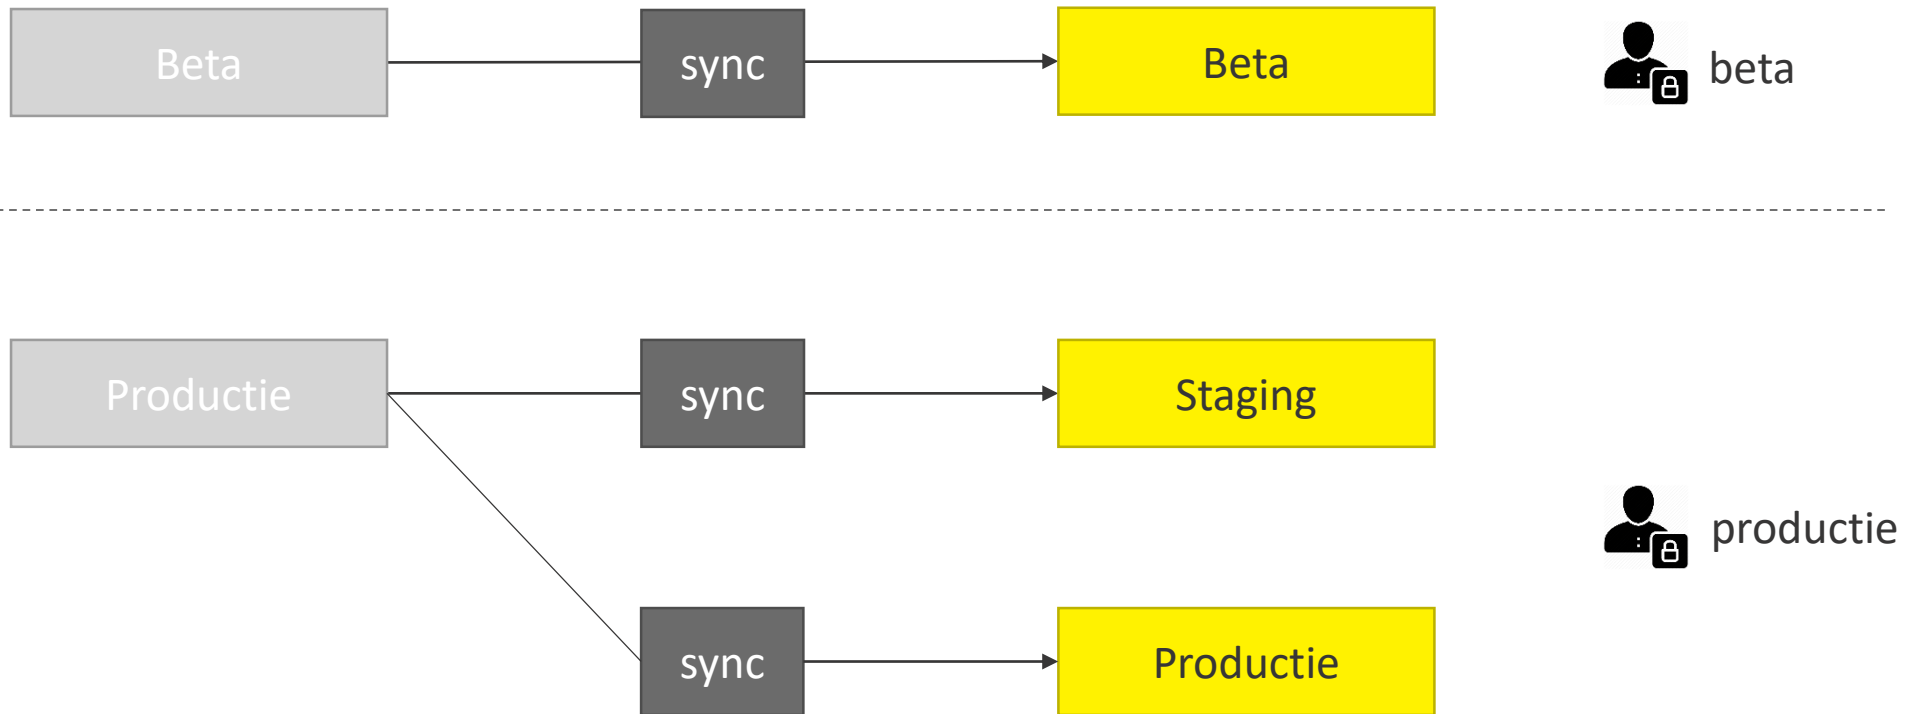 Beta
sync
Beta
beta
Productie
sync
Staging
productie
sync
Productie